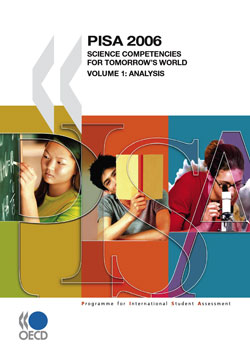 PISA 2006
SCIENCE COMPETENCIES
FOR TOMORROW'S WORLD
VOLUME 1: ANALYSIS
PISA
Programme for International Student Assessment
OECD